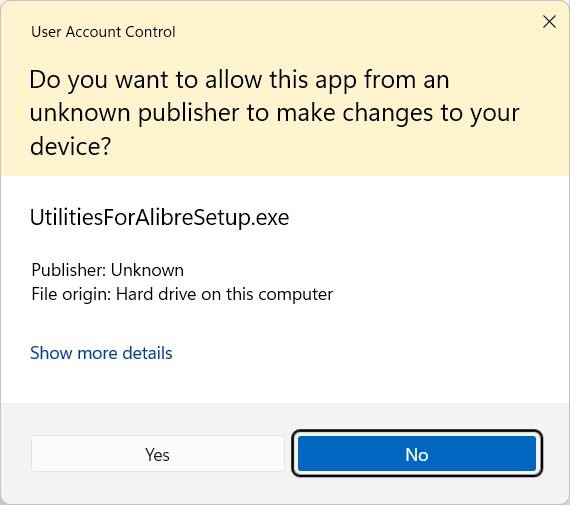 User Account Control
Do you want to allow this app from an
unknown publisher to make changes to your
device?
UtilitiesForAlibreSetup.exe
Publisher: Unknown
File origin: Hard drive on this computer
Show more details
Yes
No